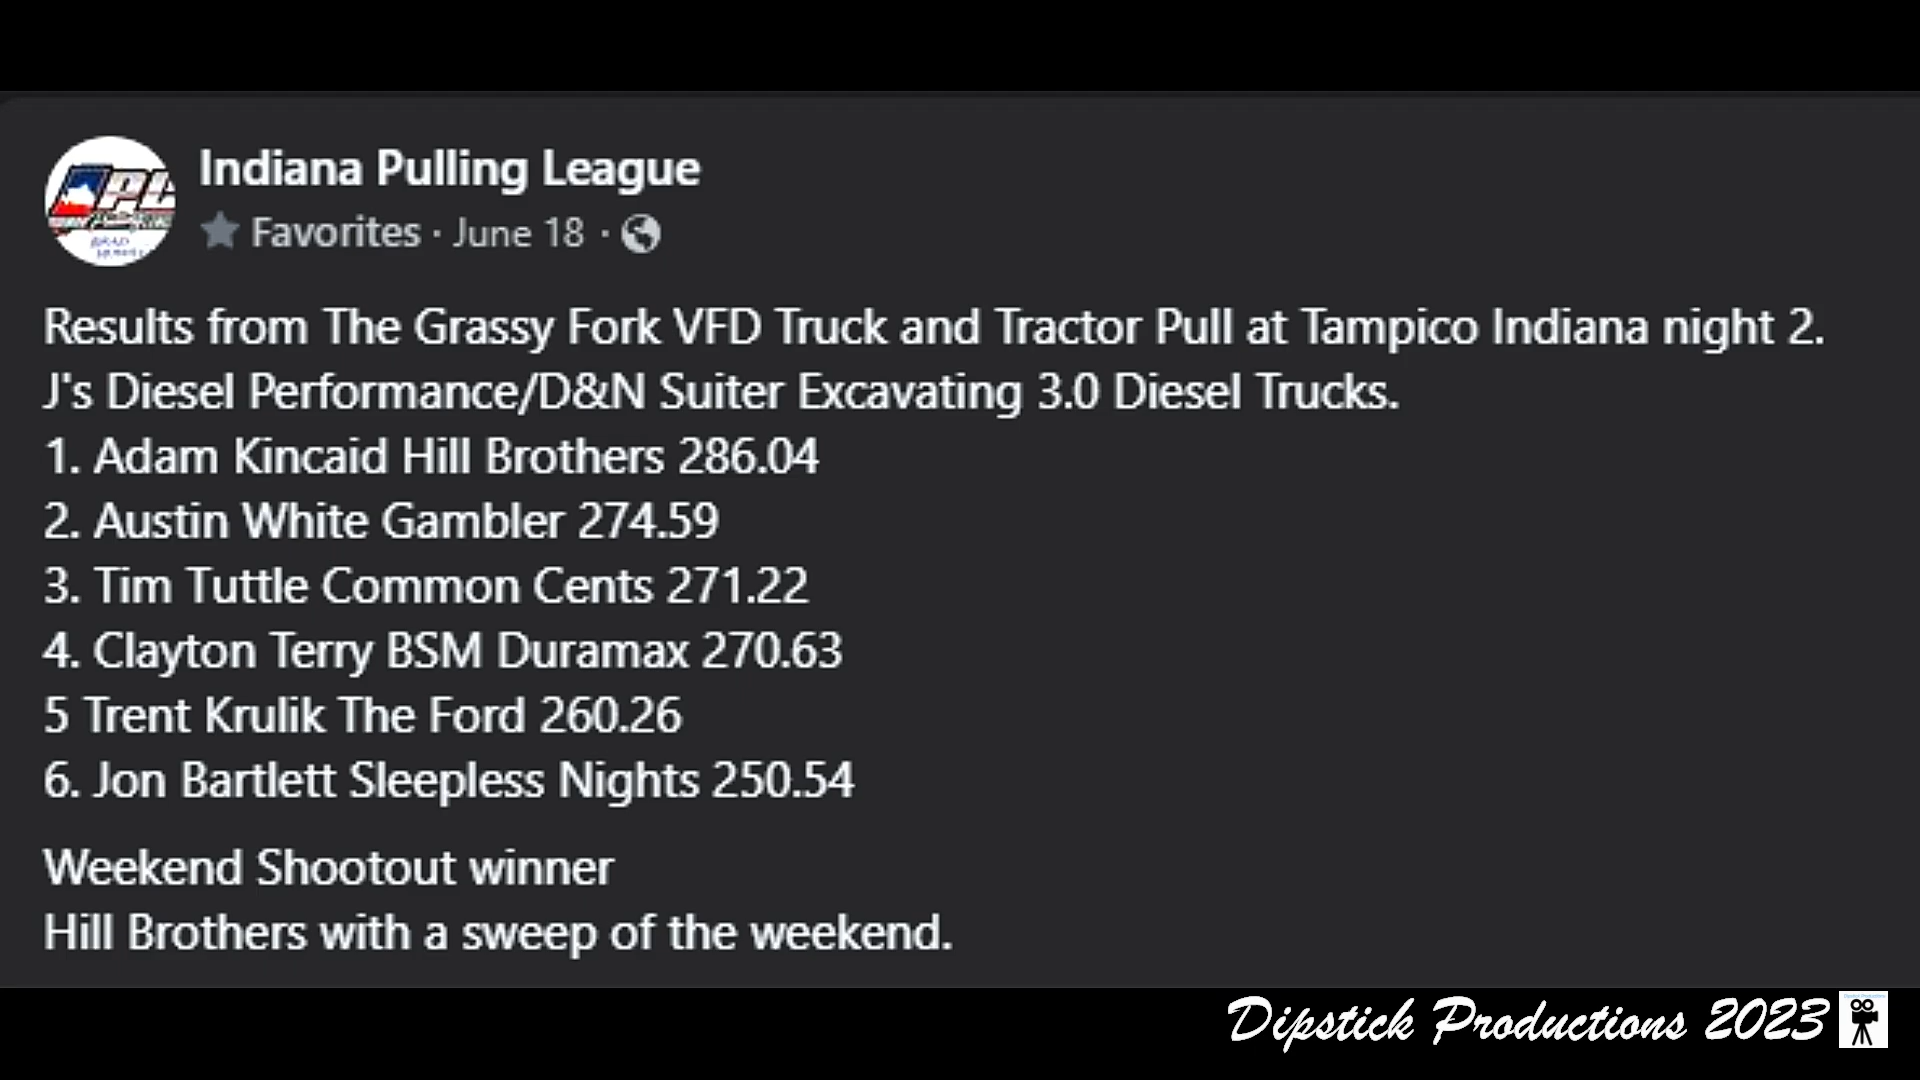 Indiana Pulling League
Favorites · June 18 ·
Results from The Grassy Fork VFD Truck and Tractor Pull at Tampico Indiana night 2.
J's Diesel Performance/D&N Suiter Excavating 3.0 Diesel Trucks.
1. Adam Kincaid Hill Brothers 286.04
2. Austin White Gambler 274.59
3. Tim Tuttle Common Cents 271.22
4. Clayton Terry BSM Duramax 270.63
5 Trent Krulik The Ford 260.26
6. Jon Bartlett Sleepless Nights 250.54
Weekend Shootout winner
Hill Brothers with a sweep of the weekend.
Dipstick Productions 2023